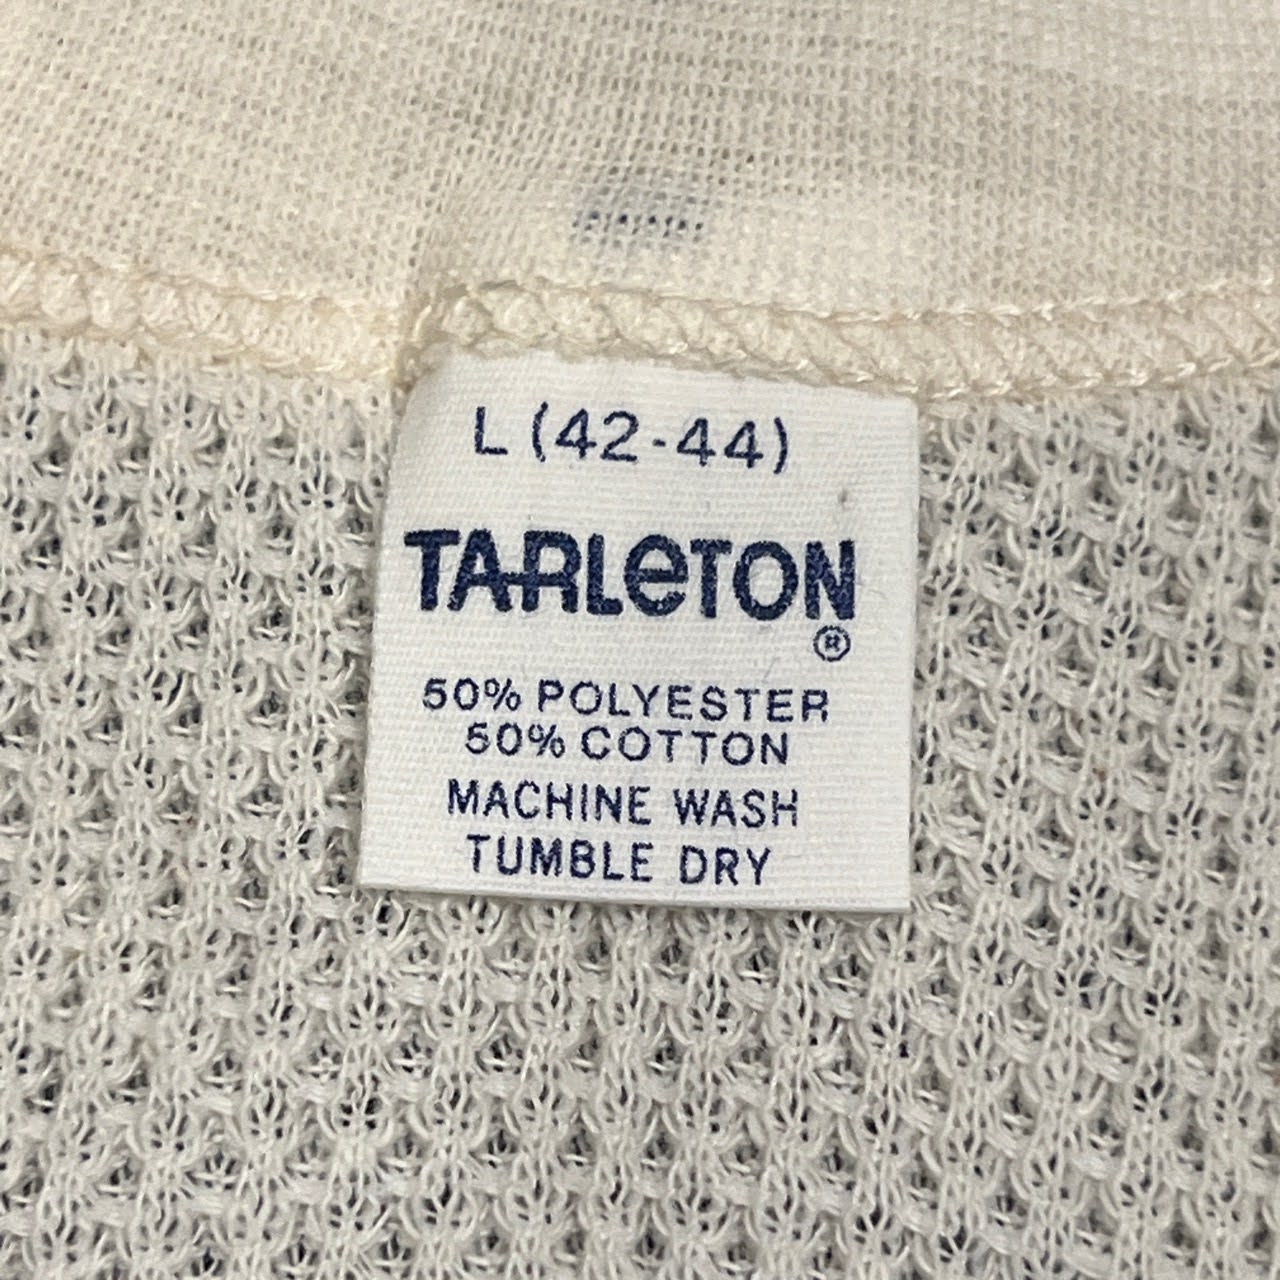 L (42-44)
TARLeTON
®
50% POLYESTER
50% COTTON
MACHINE WASH
TUMBLE DRY